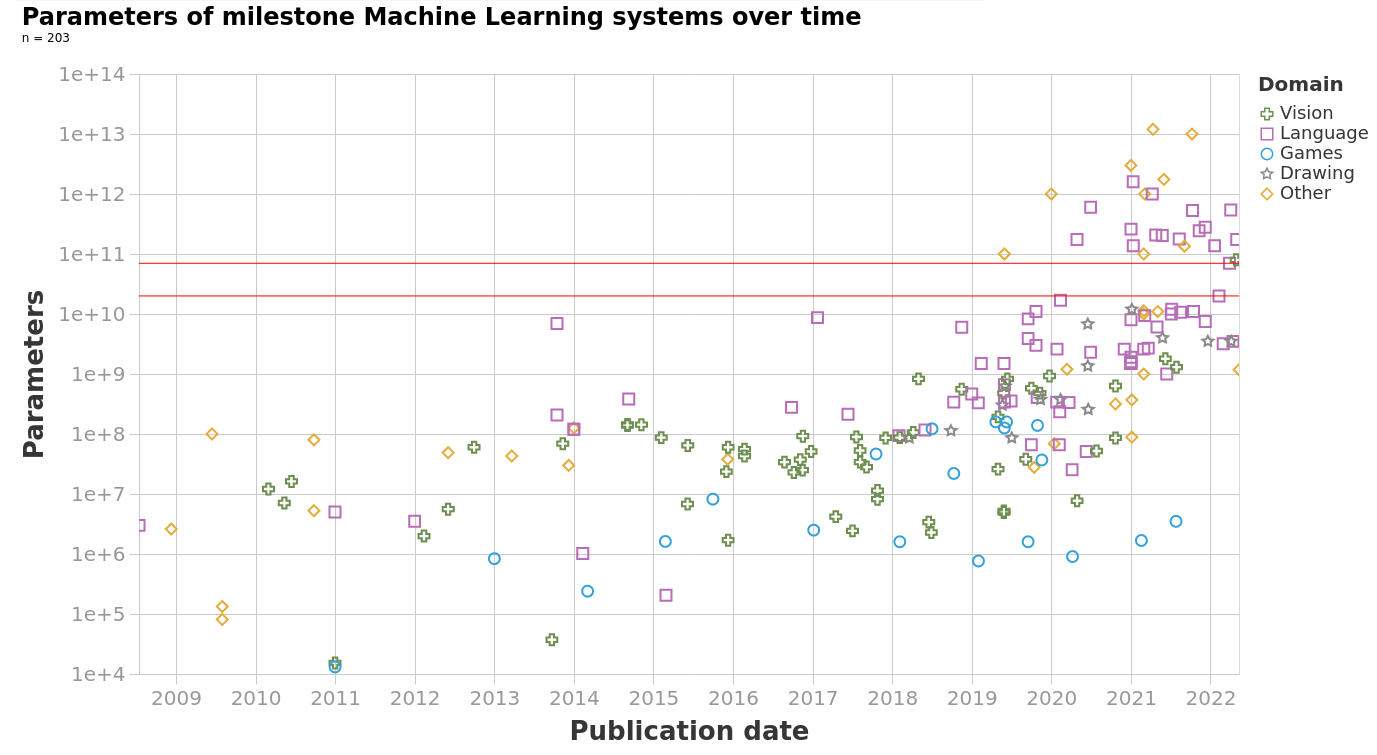 Parameters of milestone Machine Learning systems over time
n = 203
Parameters
1e+14
1e+13
1e+12
1e+11
1e+10
1e+9
1e+8
1e+7
1e+6
1e+5
1e+4
2009 2010 2011 2012 2013 2014 2015 2016 2017 2018 2019 2020 2021 2022
Publication date
Domain
Vision
Language
Games
Drawing
Other